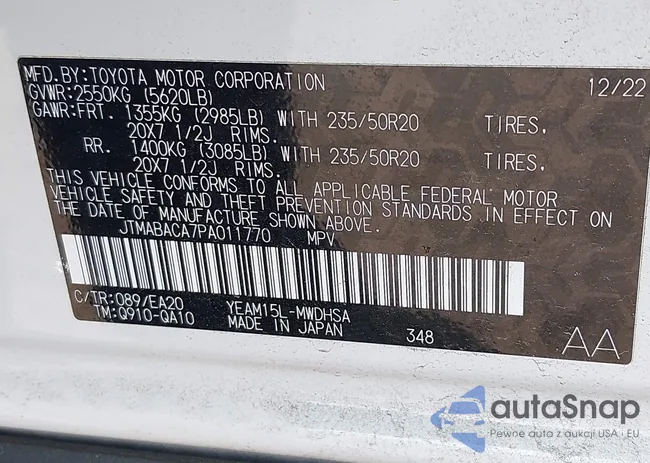 MFD.BY:TOYOTA MOTOR CORPORATION 12/22
GVWR:2550KG (5620LB)
GAWR:FRT. 1355KG (2985LB) WITH 235/50R20 TIRES,
20X7 1/2J RIMS.
RR. 1400KG (3085LB) WITH 235/50R20 TIRES,
20X7 1/2J RIMS.
THIS VEHICLE CONFORMS TO ALL APPLICABLE FEDERAL MOTOR
VEHICLE SAFETY AND THEFT PREVENTION STANDARDS IN EFFECT ON
THE DATE OF MANUFACTURE SHOWN ABOVE.
JTMABACA7PA011770 MPV
C/TR:089/EA20 YEAM15L-MWDHSA
TM:Q910-QA10 MADE IN JAPAN 348 AA
autaSnap
Pewne auta z aukcji USA i EU